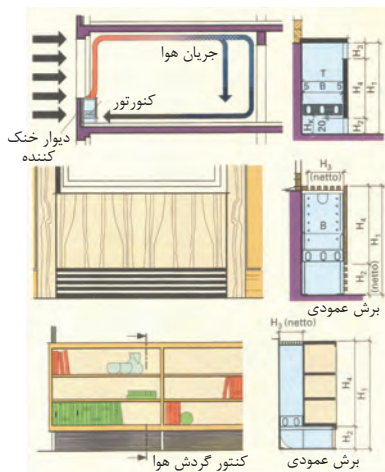 جریان هوا
کنورتور
دیوار خنک
کننده
H₃
T
5 B 5
H₄
H₁
HK
20
H₂
H₃
(netto)
B
H₄
H₂
(netto)
H₁
(netto)
برش عمودی
H₃ (netto)
H₄
H₁
H₂
کنتور گردش هوا
برش عمودی